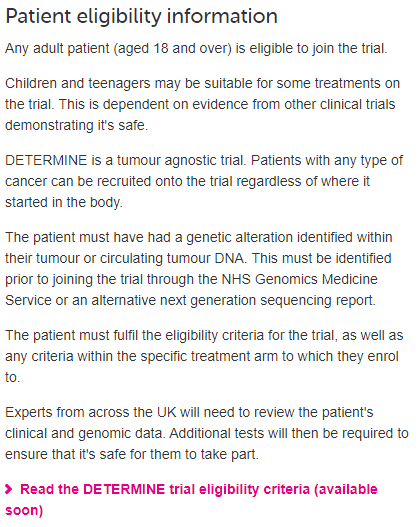 Patient eligibility information
Any adult patient (aged 18 and over) is eligible to join the trial.
Children and teenagers may be suitable for some treatments on
the trial. This is dependent on evidence from other clinical trials
demonstrating it's safe.
DETERMINE is a tumour agnostic trial. Patients with any type of
cancer can be recruited onto the trial regardless of where it
started in the body.
The patient must have had a genetic alteration identified within
their tumour or circulating tumour DNA. This must be identified
prior to joining the trial through the NHS Genomics Medicine
Service or an alternative next generation sequencing report.
The patient must fulfil the eligibility criteria for the trial, as well as
any criteria within the specific treatment arm to which they enrol
to.
Experts from across the UK will need to review the patient's
clinical and genomic data. Additional tests will then be required to
ensure that it's safe for them to take part.
Read the DETERMINE trial eligibility criteria (available
soon)